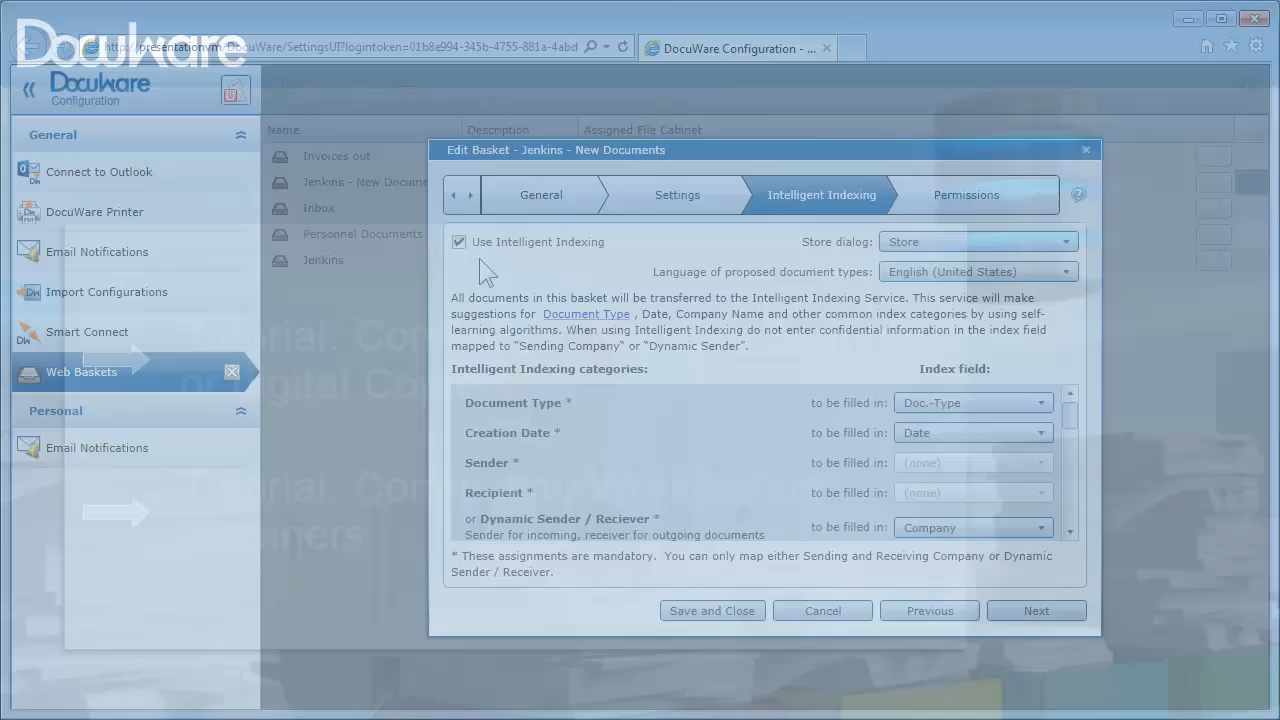 DocuWare
http://presentationvm/DocuWare/SettingsUI?logintoken=01b8e994-345b-4755-881a-4abd
DocuWare Configuration - ...
DocuWare
Configuration
General
Connect to Outlook
DocuWare Printer
Email Notifications
Import Configurations
Smart Connect
Web Baskets
Personal
Email Notifications
Name Description Assigned File Cabinet
Invoices out
Jenkins - New Docume
Inbox
Personnel Documents
Jenkins
Edit Basket - Jenkins - New Documents
General Settings Intelligent Indexing Permissions
Use Intelligent Indexing Store dialog: Store
Language of proposed document types: English (United States)
All documents in this basket will be transferred to the Intelligent Indexing Service. This service will make
suggestions for Document Type , Date, Company Name and other common index categories by using self-
learning algorithms. When using Intelligent Indexing do not enter confidential information in the index field
mapped to "Sending Company" or "Dynamic Sender".
Intelligent Indexing categories: Index field:
Document Type * to be filled in: Doc.-Type
Creation Date * to be filled in: Date
Sender * to be filled in: (none)
Recipient * to be filled in: (none)
or Dynamic Sender / Reciever * to be filled in: Company
Sender for incoming, receiver for outgoing documents
* These assignments are mandatory. You can only map either Sending and Receiving Company or Dynamic
Sender / Receiver.
Save and Close Cancel Previous Next
Tutorial:
or Digital
Tutorial: